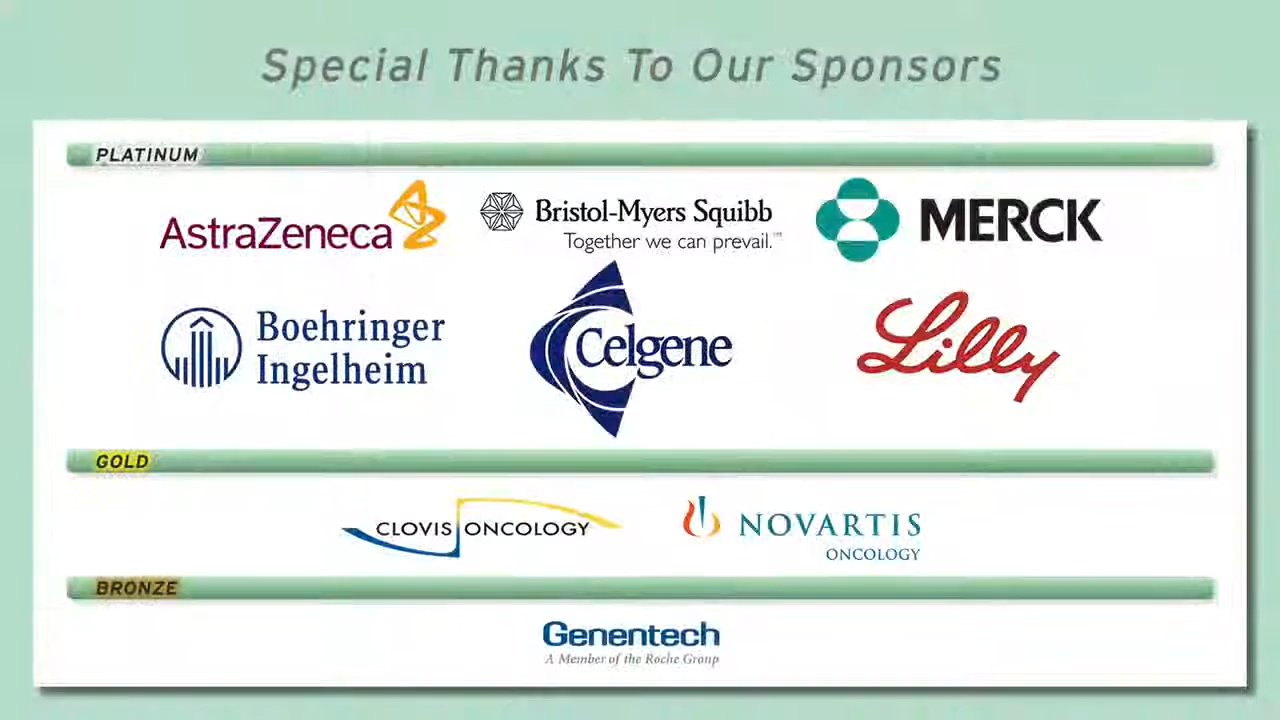 Special Thanks To Our Sponsors
PLATINUM
AstraZeneca
Bristol-Myers Squibb
Together we can prevail.™
MERCK
Boehringer
Ingelheim
Celgene
Lilly
GOLD
CLOVIS ONCOLOGY
NOVARTIS
ONCOLOGY
BRONZE
Genentech
A Member of the Roche Group